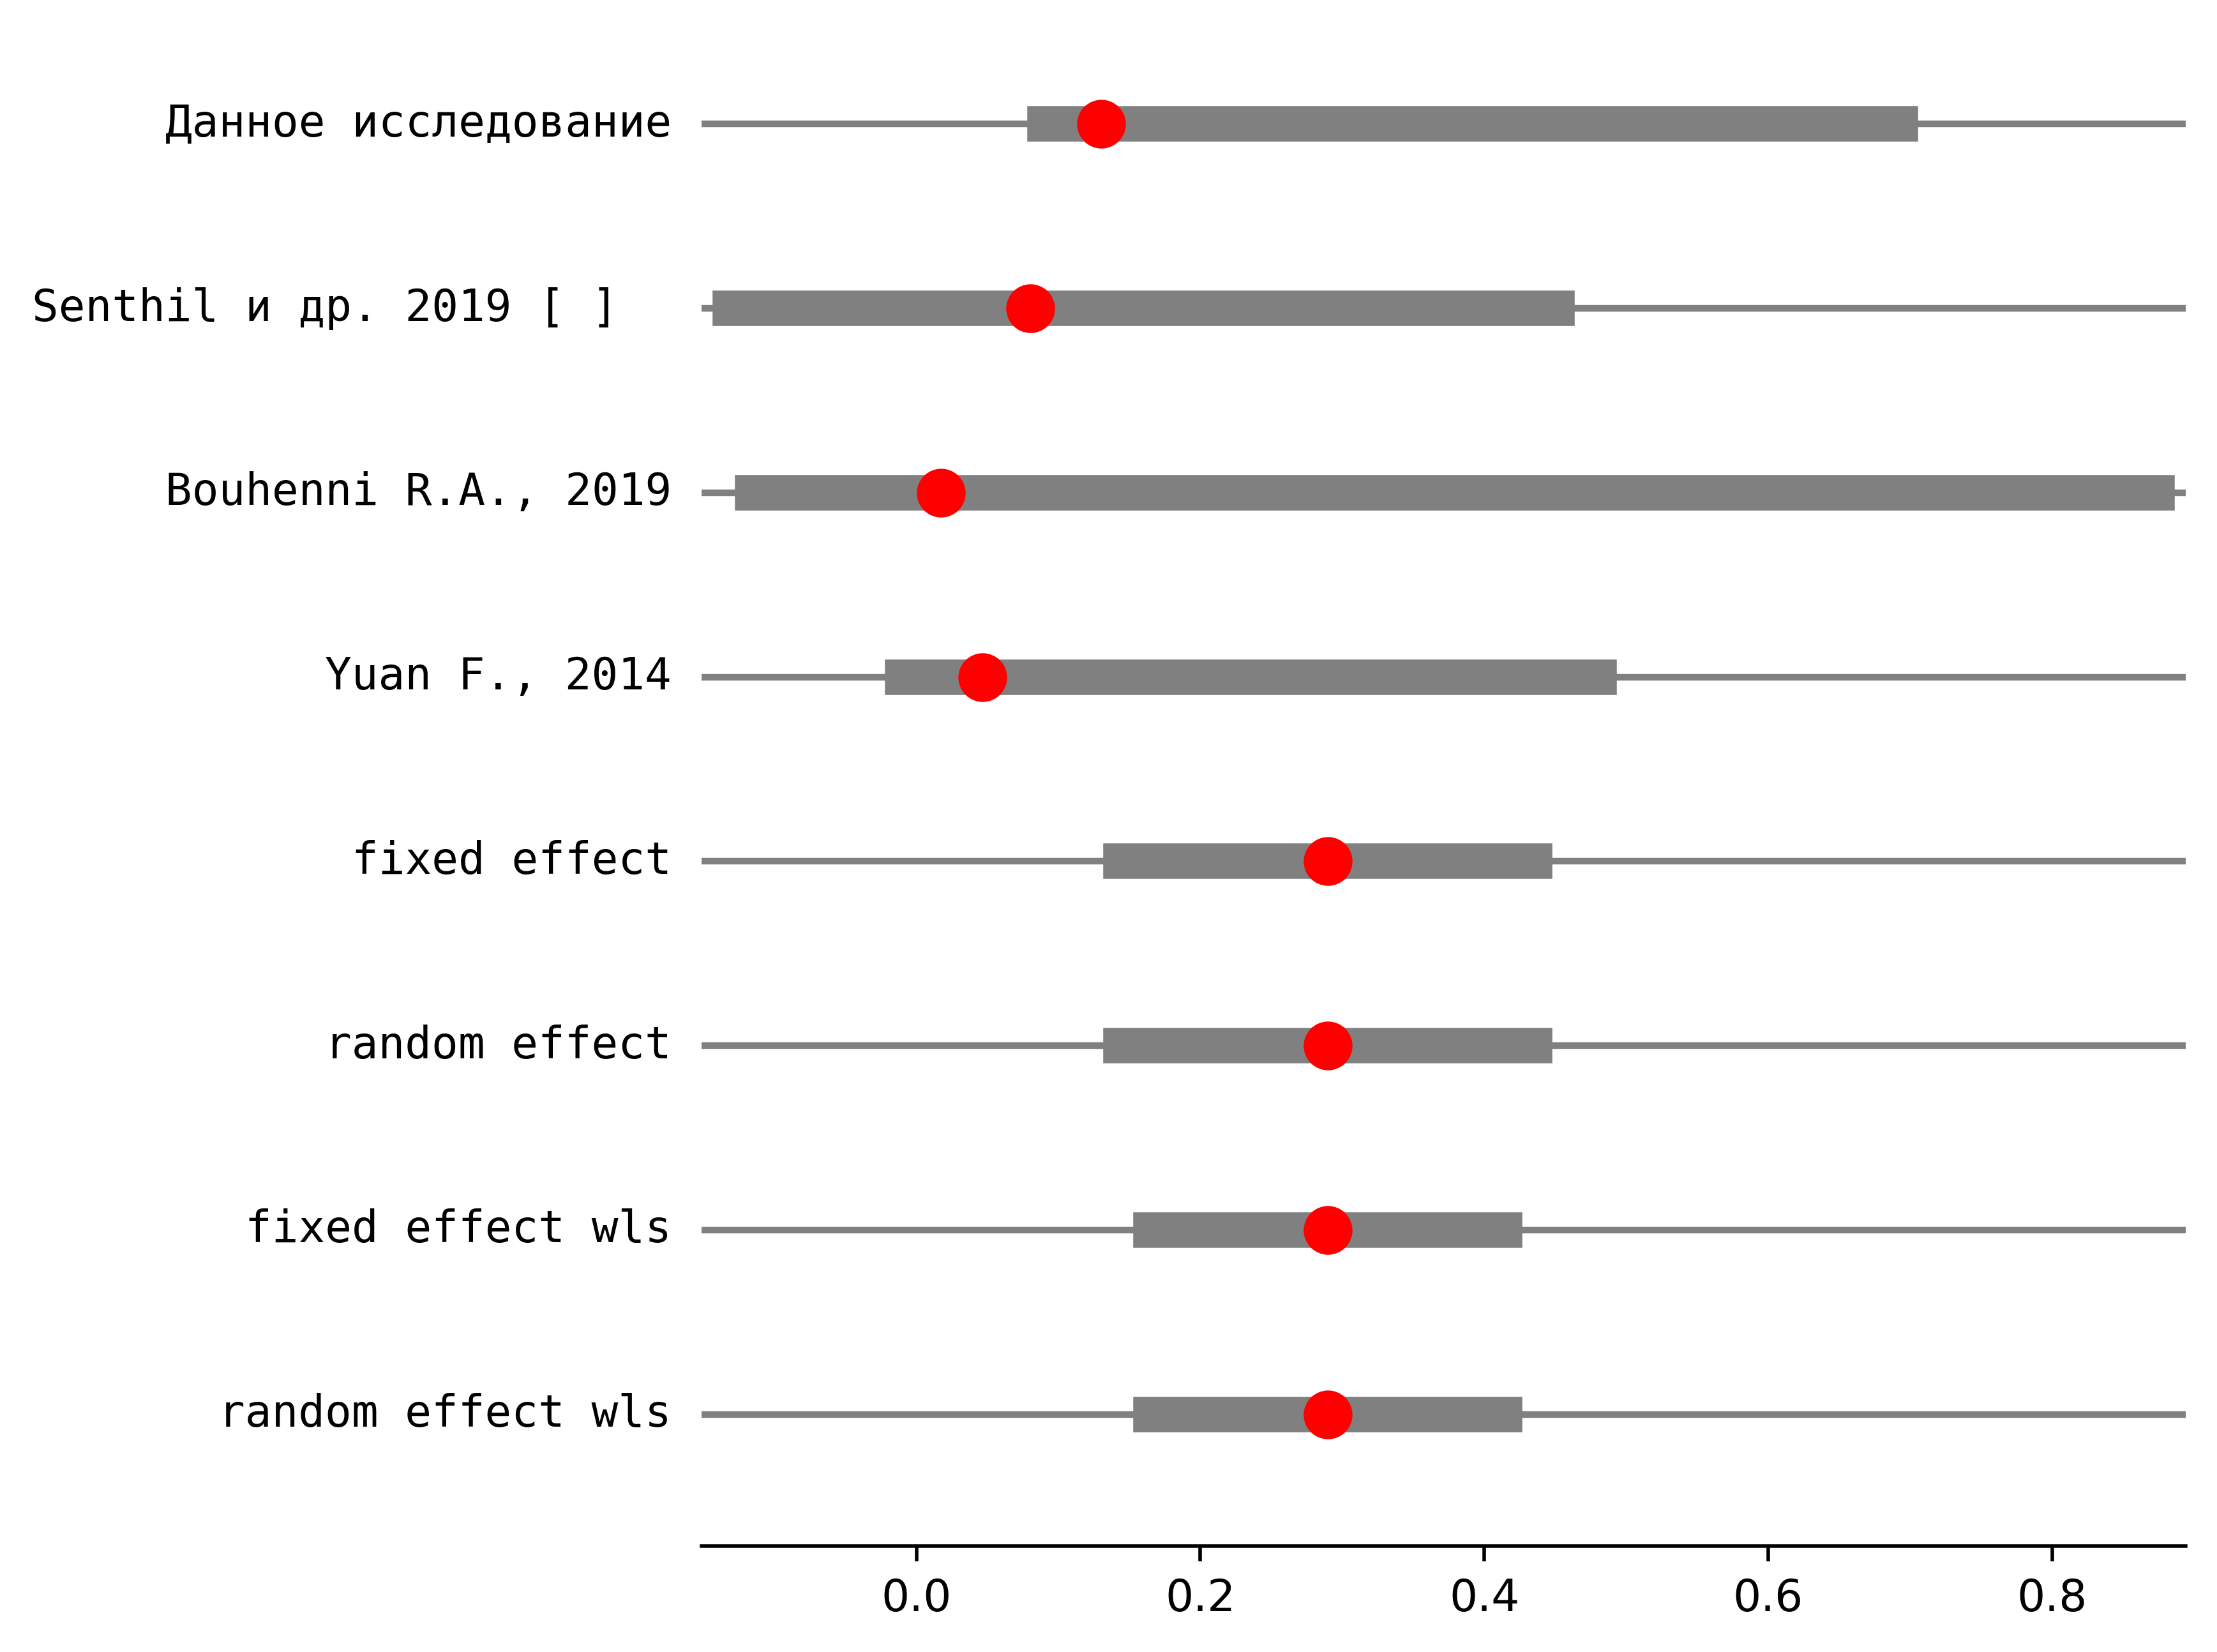 Данное исследование
Senthil и др. 2019 [ ]
Bouhenni R.A., 2019
Yuan F., 2014
fixed effect
random effect
fixed effect wls
random effect wls
0.0 0.2 0.4 0.6 0.8